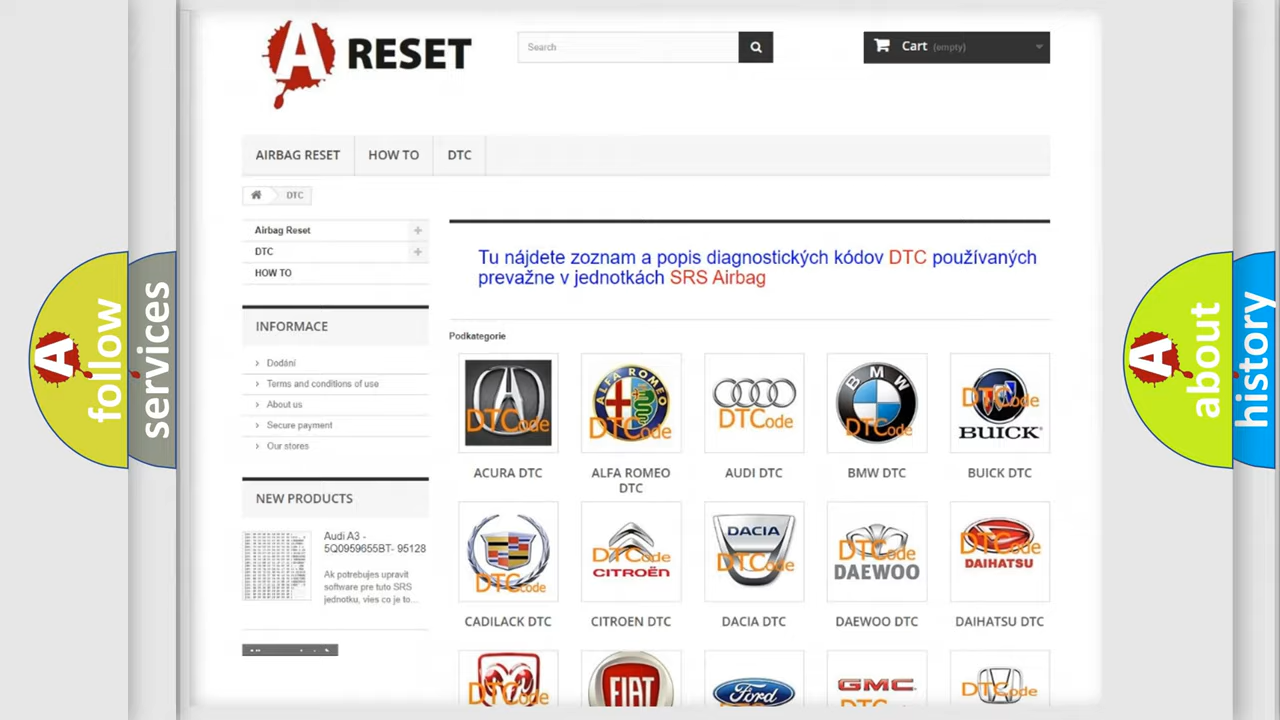 A RESET
Search
Cart (empty)
AIRBAG RESET
HOW TO
DTC
DTC
Airbag Reset
DTC
HOW TO
INFORMACE
Dodání
Terms and conditions of use
About us
Secure payment
Our stores
NEW PRODUCTS
Audi A3 -
5Q0959655BT- 95128
Ak potrebujes upravit
software pre tuto SRS
jednotku, vies co je to...
Tu nájdete zoznam a popis diagnostických kódov DTC používaných
prevažne v jednotkách SRS Airbag
Podkategorie
DTCode
ALFA ROMEO
DTCode
DTCode
BMW
DTCode
DTCode
BUICK
ACURA DTC
ALFA ROMEO
DTC
AUDI DTC
BMW DTC
BUICK DTC
DTCode
DTCode
CITROËN
DACIA
DTCode
DTCode
DAEWOO
DTCode
DAIHATSU
CADILACK DTC
CITROEN DTC
DACIA DTC
DAEWOO DTC
DAIHATSU DTC
DTCode
FIAT
Ford
GMC
DTCode
A follow
services
A about
history